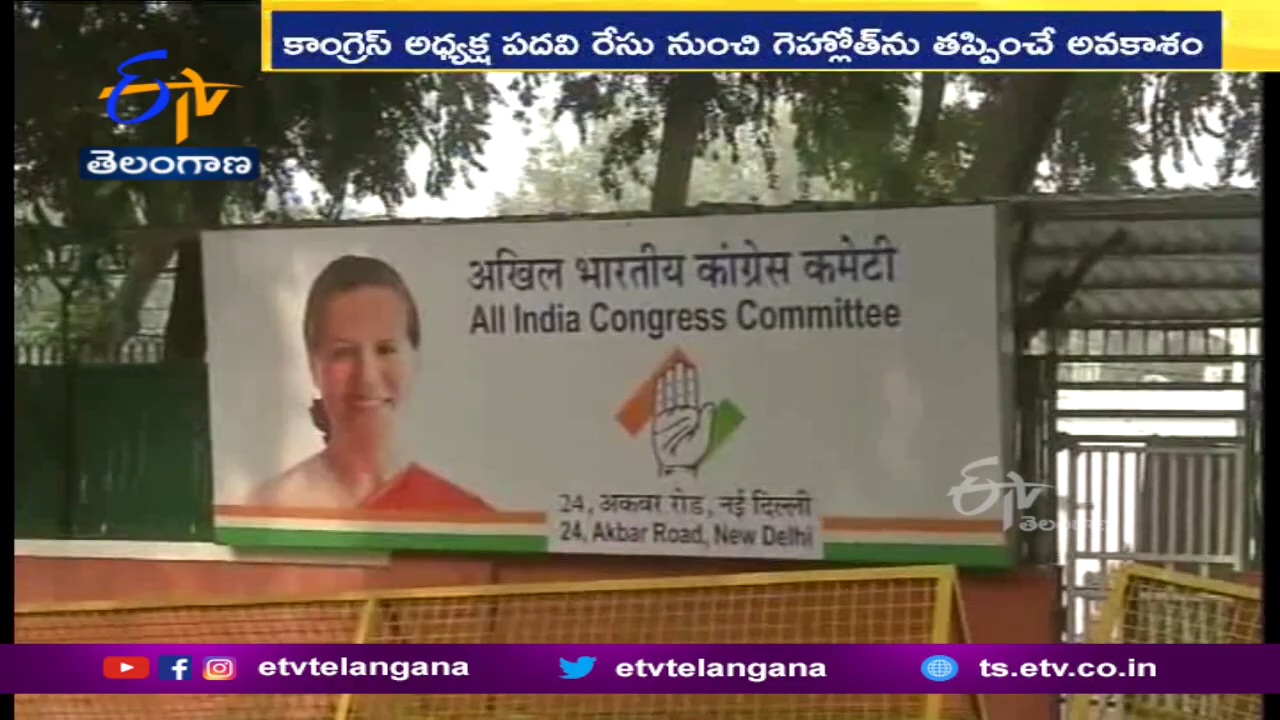 కాంగ్రెస్ అధ్యక్ష పదవి రేసు నుంచి గెహ్లోత్‌ను తప్పించే అవకాశం
ETV
తెలంగాణ
अखिल भारतीय कांग्रेस कमेटी
All India Congress Committee
24, अकबर रोड, नई दिल्ली
24, Akbar Road, New Delhi
ETV
తెలంగాణ
etvtelangana
etvtelangana
ts.etv.co.in